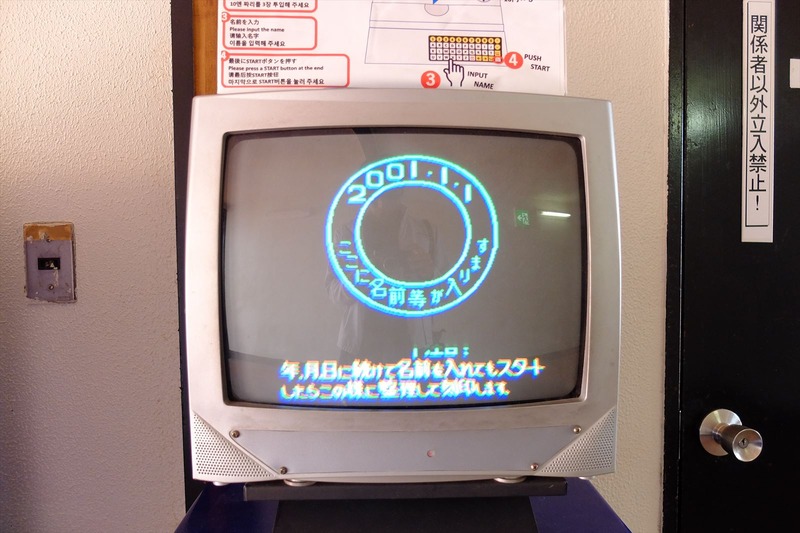 10엔 짜리를 3장 투입해 주세요
3 名前を入力
Please input the name
请输入名字
이름을 입력해 주세요
4 最後にSTARTボタンを押す
Please press a START button at the end
请最后按START按钮
마지막으로 START버튼을 눌러 주세요
3 INPUT
NAME
4 PUSH
START
関係者以外立入禁止!
2001.1.1
ここに名前等が入ります
年,月,日に続けて名前を入れてもスタート
したらこの様に整理して刻印します。